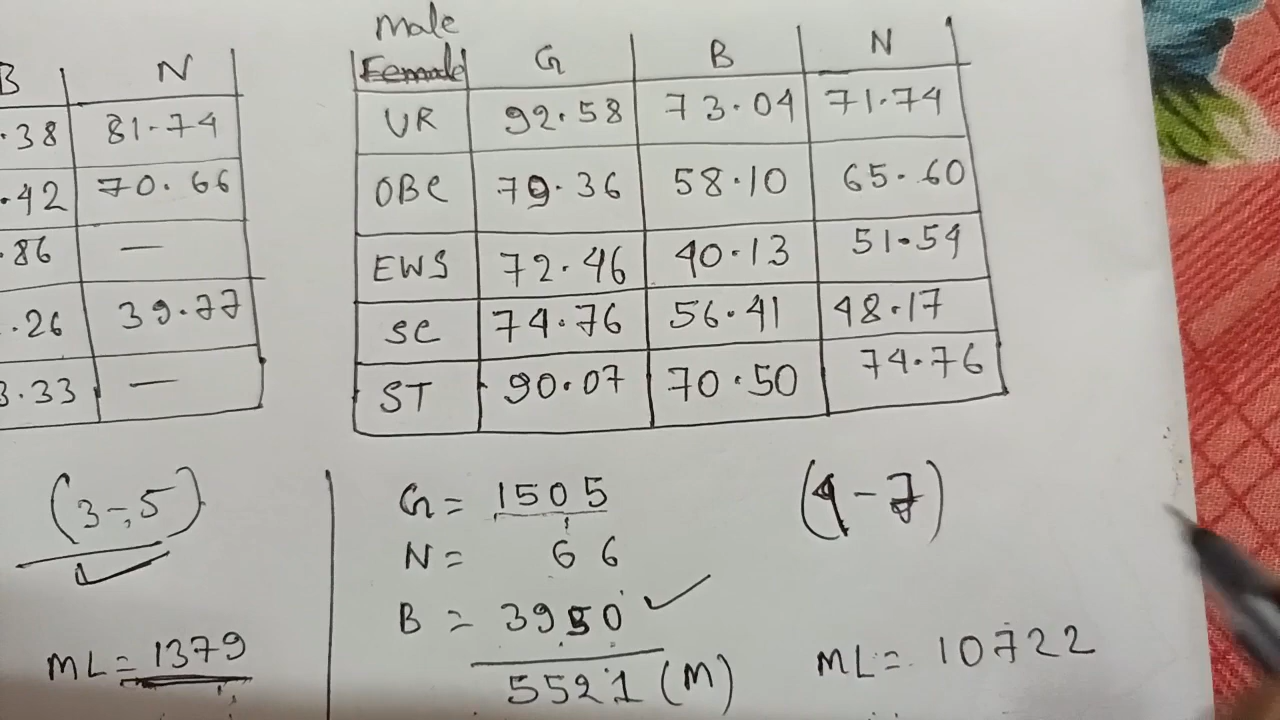 B N
.38 81.74
.42 70.66
.86 —
.26 39.77
3.33 —
(3-5)
ML = 1379
Male
G B N
UR 92.58 73.04 71.74
OBC 79.36 58.10 65.60
EWS 72.46 40.13 51.54
SC 74.76 56.41 48.17
ST 90.07 70.50 74.76
G = 1505
N = 66
B = 3950
5521 (M)
(4-7)
ML = 10722